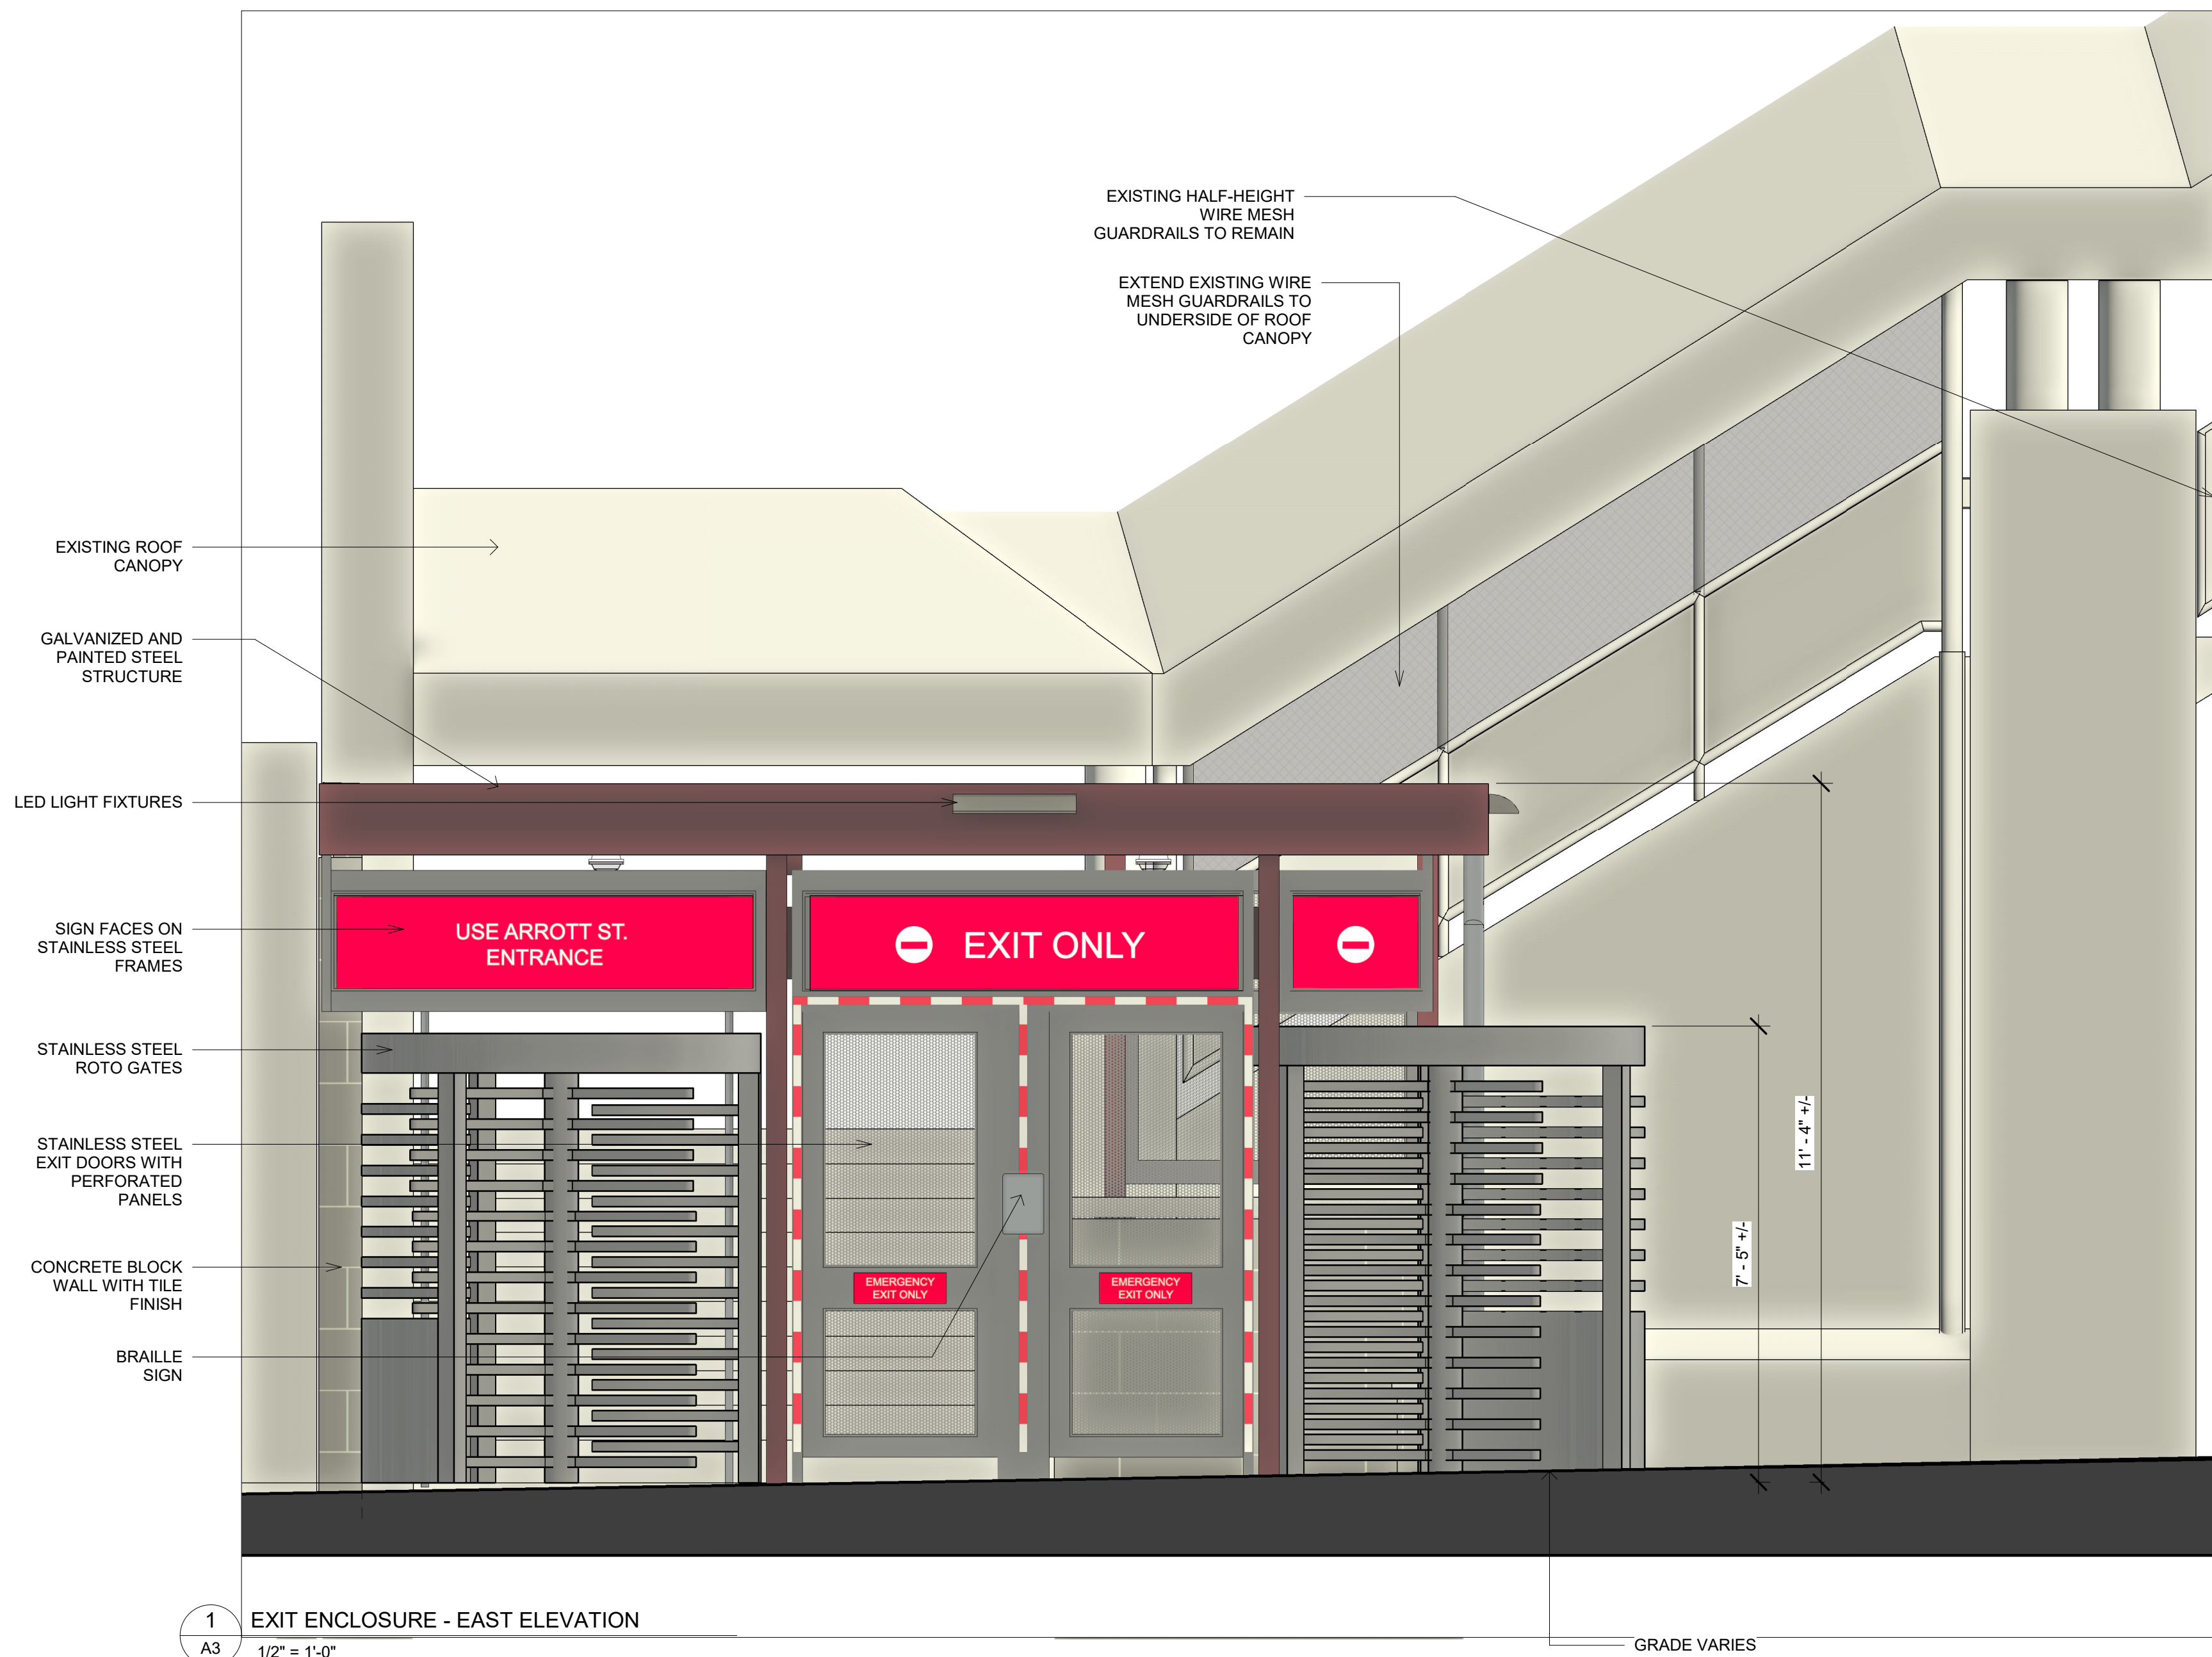 EXISTING HALF-HEIGHT
WIRE MESH
GUARDRAILS TO REMAIN
EXTEND EXISTING WIRE
MESH GUARDRAILS TO
UNDERSIDE OF ROOF
CANOPY
EXISTING ROOF
CANOPY
GALVANIZED AND
PAINTED STEEL
STRUCTURE
LED LIGHT FIXTURES
SIGN FACES ON
STAINLESS STEEL
FRAMES
USE ARROTT ST.
ENTRANCE
EXIT ONLY
STAINLESS STEEL
ROTO GATES
STAINLESS STEEL
EXIT DOORS WITH
PERFORATED
PANELS
11' - 4" +/-
7' - 5" +/-
CONCRETE BLOCK
WALL WITH TILE
FINISH
EMERGENCY
EXIT ONLY
EMERGENCY
EXIT ONLY
BRAILLE
SIGN
1
A3
EXIT ENCLOSURE - EAST ELEVATION
1/2" = 1'-0"
GRADE VARIES